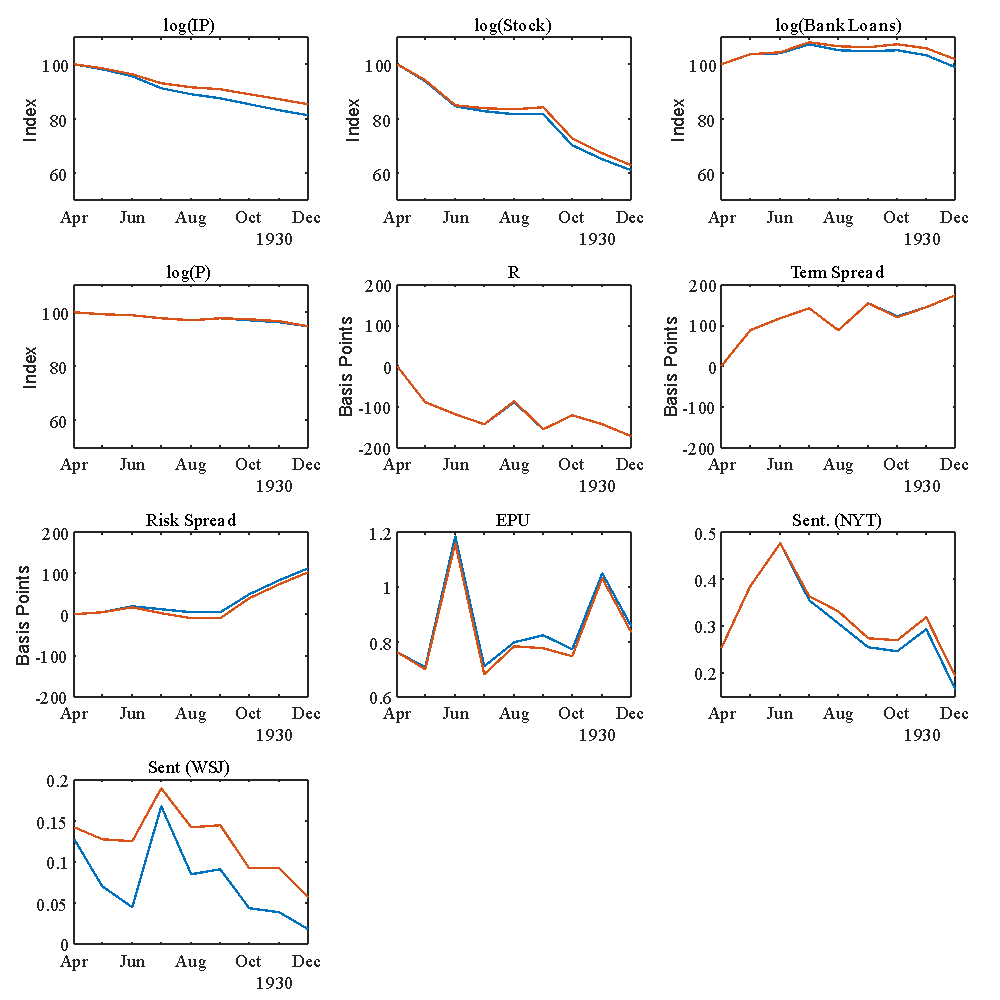 log(IP)
Index
100
80
60
Apr Jun Aug Oct Dec
1930
log(Stock)
Index
100
80
60
Apr Jun Aug Oct Dec
1930
log(Bank Loans)
Index
100
80
60
Apr Jun Aug Oct Dec
1930
log(P)
Index
100
80
60
Apr Jun Aug Oct Dec
1930
R
Basis Points
200
100
0
-100
-200
Apr Jun Aug Oct Dec
1930
Term Spread
Basis Points
200
100
0
-100
-200
Apr Jun Aug Oct Dec
1930
Risk Spread
Basis Points
200
100
0
-100
-200
Apr Jun Aug Oct Dec
1930
EPU
1.2
1
0.8
0.6
Apr Jun Aug Oct Dec
1930
Sent. (NYT)
0.5
0.4
0.3
0.2
Apr Jun Aug Oct Dec
1930
Sent (WSJ)
0.2
0.15
0.1
0.05
0
Apr Jun Aug Oct Dec
1930